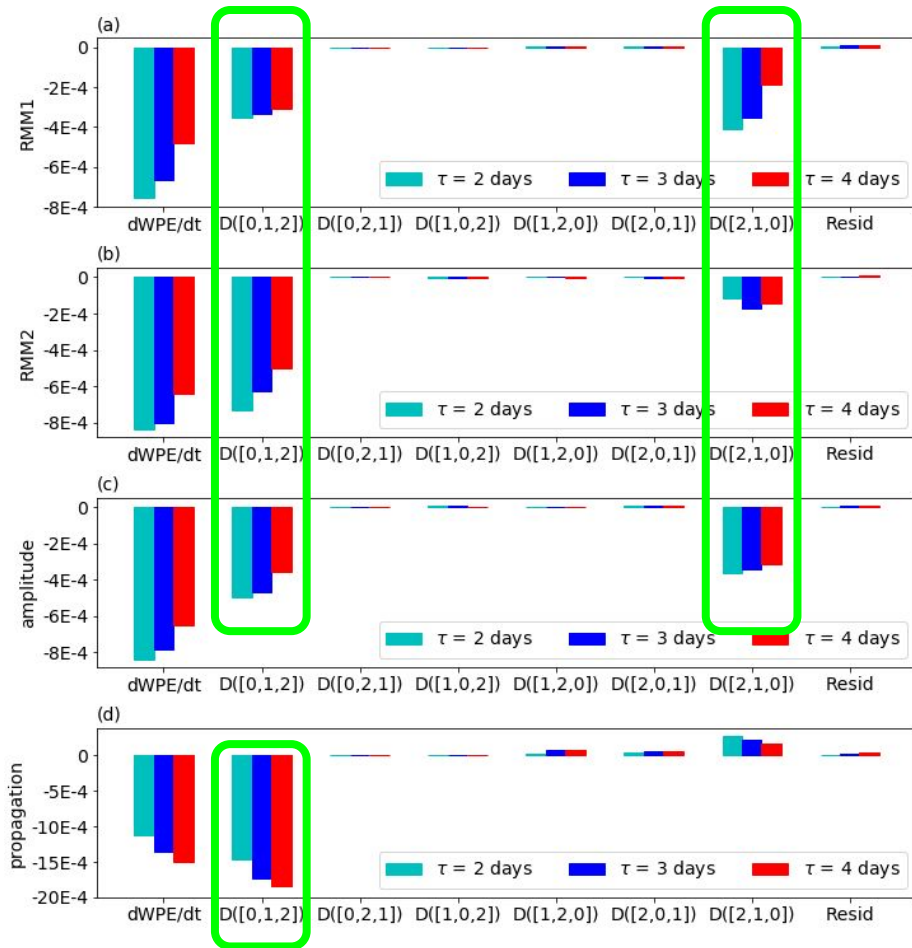 (a)
RMM1
0
-2E-4
-4E-4
-6E-4
-8E-4
τ = 2 days τ = 3 days τ = 4 days
dWPE/dt D([0,1,2]) D([0,2,1]) D([1,0,2]) D([1,2,0]) D([2,0,1]) D([2,1,0]) Resid
(b)
RMM2
0
-2E-4
-4E-4
-6E-4
-8E-4
τ = 2 days τ = 3 days τ = 4 days
dWPE/dt D([0,1,2]) D([0,2,1]) D([1,0,2]) D([1,2,0]) D([2,0,1]) D([2,1,0]) Resid
(c)
amplitude
0
-2E-4
-4E-4
-6E-4
-8E-4
τ = 2 days τ = 3 days τ = 4 days
dWPE/dt D([0,1,2]) D([0,2,1]) D([1,0,2]) D([1,2,0]) D([2,0,1]) D([2,1,0]) Resid
(d)
propagation
0
-5E-4
-10E-4
-15E-4
-20E-4
τ = 2 days τ = 3 days τ = 4 days
dWPE/dt D([0,1,2]) D([0,2,1]) D([1,0,2]) D([1,2,0]) D([2,0,1]) D([2,1,0]) Resid